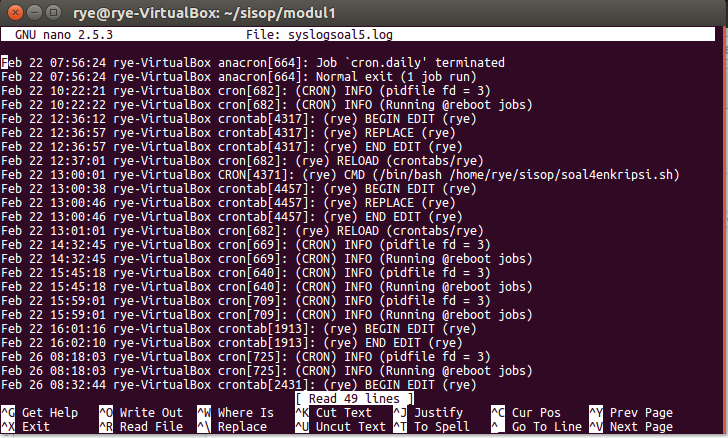 rye@rye-VirtualBox: ~/sisop/modul1
GNU nano 2.5.3 File: syslogsoal5.log
Feb 22 07:56:24 rye-VirtualBox anacron[664]: Job `cron.daily' terminated
Feb 22 07:56:24 rye-VirtualBox anacron[664]: Normal exit (1 job run)
Feb 22 10:22:21 rye-VirtualBox cron[682]: (CRON) INFO (pidfile fd = 3)
Feb 22 10:22:22 rye-VirtualBox cron[682]: (CRON) INFO (Running @reboot jobs)
Feb 22 12:36:12 rye-VirtualBox crontab[4317]: (rye) BEGIN EDIT (rye)
Feb 22 12:36:57 rye-VirtualBox crontab[4317]: (rye) REPLACE (rye)
Feb 22 12:36:57 rye-VirtualBox crontab[4317]: (rye) END EDIT (rye)
Feb 22 12:37:01 rye-VirtualBox cron[682]: (rye) RELOAD (crontabs/rye)
Feb 22 13:00:01 rye-VirtualBox CRON[4371]: (rye) CMD (/bin/bash /home/rye/sisop/soal4enkripsi.sh)
Feb 22 13:00:38 rye-VirtualBox crontab[4457]: (rye) BEGIN EDIT (rye)
Feb 22 13:00:46 rye-VirtualBox crontab[4457]: (rye) REPLACE (rye)
Feb 22 13:00:46 rye-VirtualBox crontab[4457]: (rye) END EDIT (rye)
Feb 22 13:01:01 rye-VirtualBox cron[682]: (rye) RELOAD (crontabs/rye)
Feb 22 14:32:45 rye-VirtualBox cron[669]: (CRON) INFO (pidfile fd = 3)
Feb 22 14:32:45 rye-VirtualBox cron[669]: (CRON) INFO (Running @reboot jobs)
Feb 22 15:45:18 rye-VirtualBox cron[640]: (CRON) INFO (pidfile fd = 3)
Feb 22 15:45:18 rye-VirtualBox cron[640]: (CRON) INFO (Running @reboot jobs)
Feb 22 15:59:01 rye-VirtualBox cron[709]: (CRON) INFO (pidfile fd = 3)
Feb 22 15:59:01 rye-VirtualBox cron[709]: (CRON) INFO (Running @reboot jobs)
Feb 22 16:01:16 rye-VirtualBox crontab[1913]: (rye) BEGIN EDIT (rye)
Feb 22 16:02:10 rye-VirtualBox crontab[1913]: (rye) END EDIT (rye)
Feb 26 08:18:03 rye-VirtualBox cron[725]: (CRON) INFO (pidfile fd = 3)
Feb 26 08:18:03 rye-VirtualBox cron[725]: (CRON) INFO (Running @reboot jobs)
Feb 26 08:32:44 rye-VirtualBox crontab[2431]: (rye) BEGIN EDIT (rye)
[ Read 49 lines ]
^G Get Help ^O Write Out ^W Where Is ^K Cut Text ^J Justify ^C Cur Pos ^Y Prev Page
^X Exit ^R Read File ^\ Replace ^U Uncut Text ^T To Spell ^_ Go To Line ^V Next Page